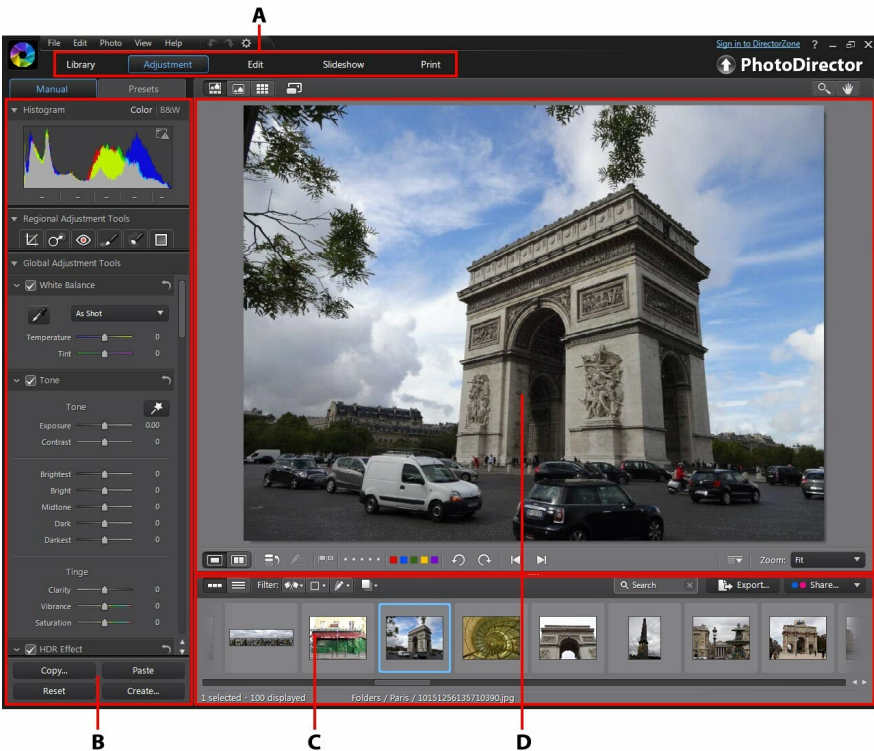 A
File Edit Photo View Help
Sign in to DirectorZone ?
Library Adjustment Edit Slideshow Print
PhotoDirector
Manual Presets
Histogram Color B&W
Regional Adjustment Tools
Global Adjustment Tools
White Balance
As Shot
Temperature 0
Tint 0
Tone
Tone
Exposure 0.00
Contrast 0
Brightest 0
Bright 0
Midtone 0
Dark 0
Darkest 0
Tinge
Clarity 0
Vibrance 0
Saturation 0
HDR Effect
Copy... Paste
Reset Create...
Zoom: Fit
Filter: Search Export... Share...
1 selected - 100 displayed Folders / Paris / 10151256135710390.jpg
B C D